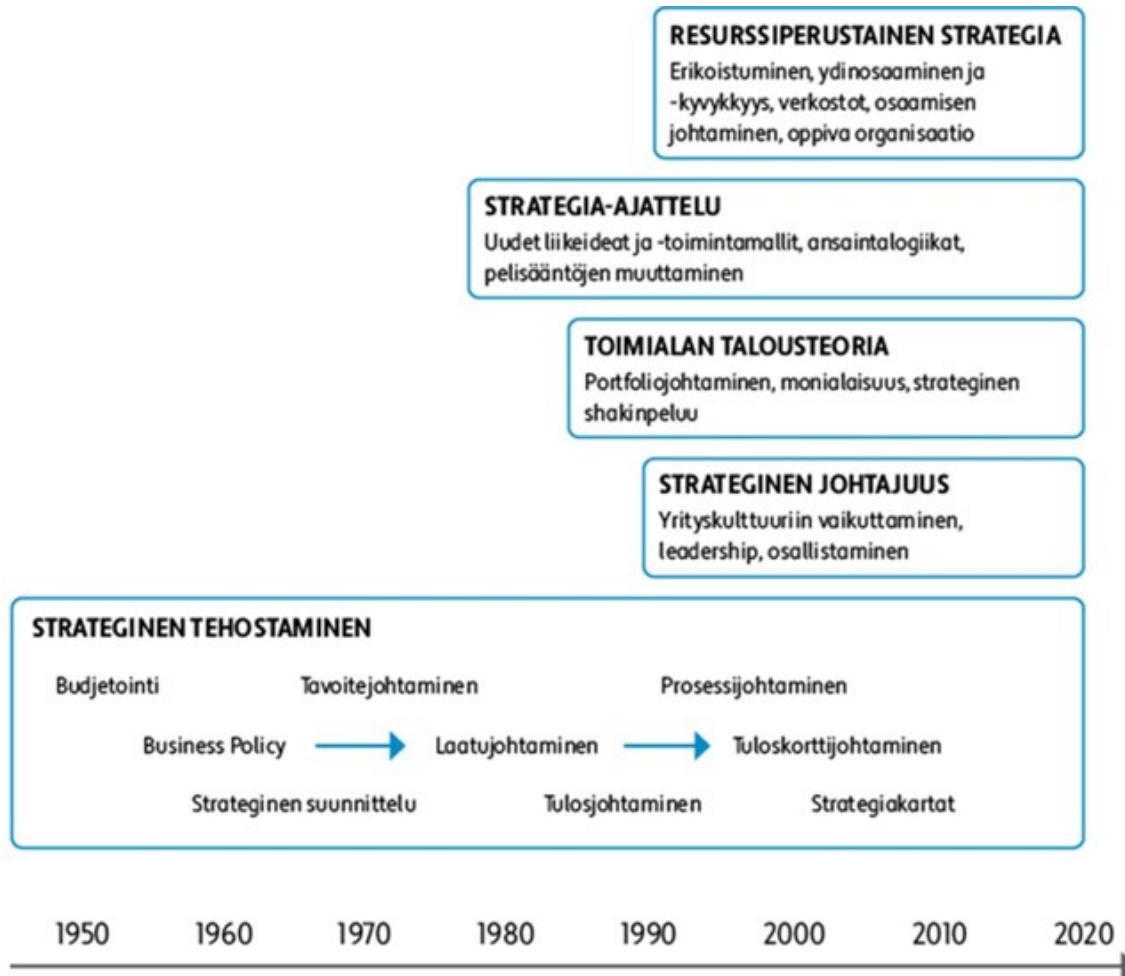 RESURSSIPERUSTAINEN STRATEGIA
Erikoistuminen, ydinosaaminen ja
-kyvykkyys, verkostot, osaamisen
johtaminen, oppiva organisaatio
STRATEGIA-AJATTELU
Uudet liikeideat ja -toimintamallit, ansaintalogiikat,
pelisääntöjen muuttaminen
TOIMIALAN TALOUSTEORIA
Portfoliojohtaminen, monialaisuus, strateginen
shakinpeluu
STRATEGINEN JOHTAJUUS
Yrityskulttuuriin vaikuttaminen,
leadership, osallistaminen
STRATEGINEN TEHOSTAMINEN
Budjetointi Tavoitejohtaminen Prosessijohtaminen
Business Policy Laatujohtaminen Tuloskorttijohtaminen
Strateginen suunnittelu Tulosjohtaminen Strategiakartat
1950 1960 1970 1980 1990 2000 2010 2020